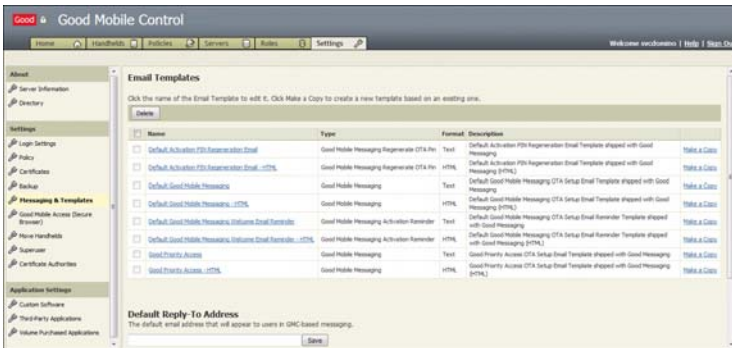 Good Good Mobile Control
Home Handhelds Policies Servers Roles Settings Welcome svcdomino | Help | Sign Ou
About
Server Information
Directory
Settings
Login Settings
Policy
Certificates
Backup
Messaging & Templates
Good Mobile Access (Secure
Browser)
Move Handhelds
Superuser
Certificate Authorities
Application Settings
Custom Software
Third-Party Applications
Volume Purchased Applications
Email Templates
Click the name of the Email Template to edit it. Click Make a Copy to create a new template based on an existing one.
Delete
Name Type Format Description
Default Activation PIN Regeneration Email Good Mobile Messaging Regenerate OTA Pin Text Default Activation PIN Regeneration Email Template shipped with Good Messaging Make a Copy
Default Activation PIN Regeneration Email - HTML Good Mobile Messaging Regenerate OTA Pin HTML Default Activation PIN Regeneration Email Template shipped with Good Messaging (HTML) Make a Copy
Default Good Mobile Messaging Good Mobile Messaging Text Default Good Mobile Messaging OTA Setup Email Template shipped with Good Messaging Make a Copy
Default Good Mobile Messaging - HTML Good Mobile Messaging HTML Default Good Mobile Messaging OTA Setup Email Template shipped with Good Messaging (HTML) Make a Copy
Default Good Mobile Messaging Welcome Email Reminder Good Mobile Messaging Activation Reminder Text Default Good Mobile Messaging OTA Setup Email Reminder Template shipped with Good Messaging Make a Copy
Default Good Mobile Messaging Welcome Email Reminder - HTML Good Mobile Messaging Activation Reminder HTML Default Good Mobile Messaging OTA Setup Email Reminder Template shipped with Good Messaging (HTML) Make a Copy
Good Priority Access Good Mobile Messaging Text Good Priority Access OTA Setup Email Template shipped with Good Messaging Make a Copy
Good Priority Access - HTML Good Mobile Messaging HTML Good Priority Access OTA Setup Email Template shipped with Good Messaging (HTML) Make a Copy
Default Reply-To Address
The default email address that will appear to users in GMC-based messaging.
Save